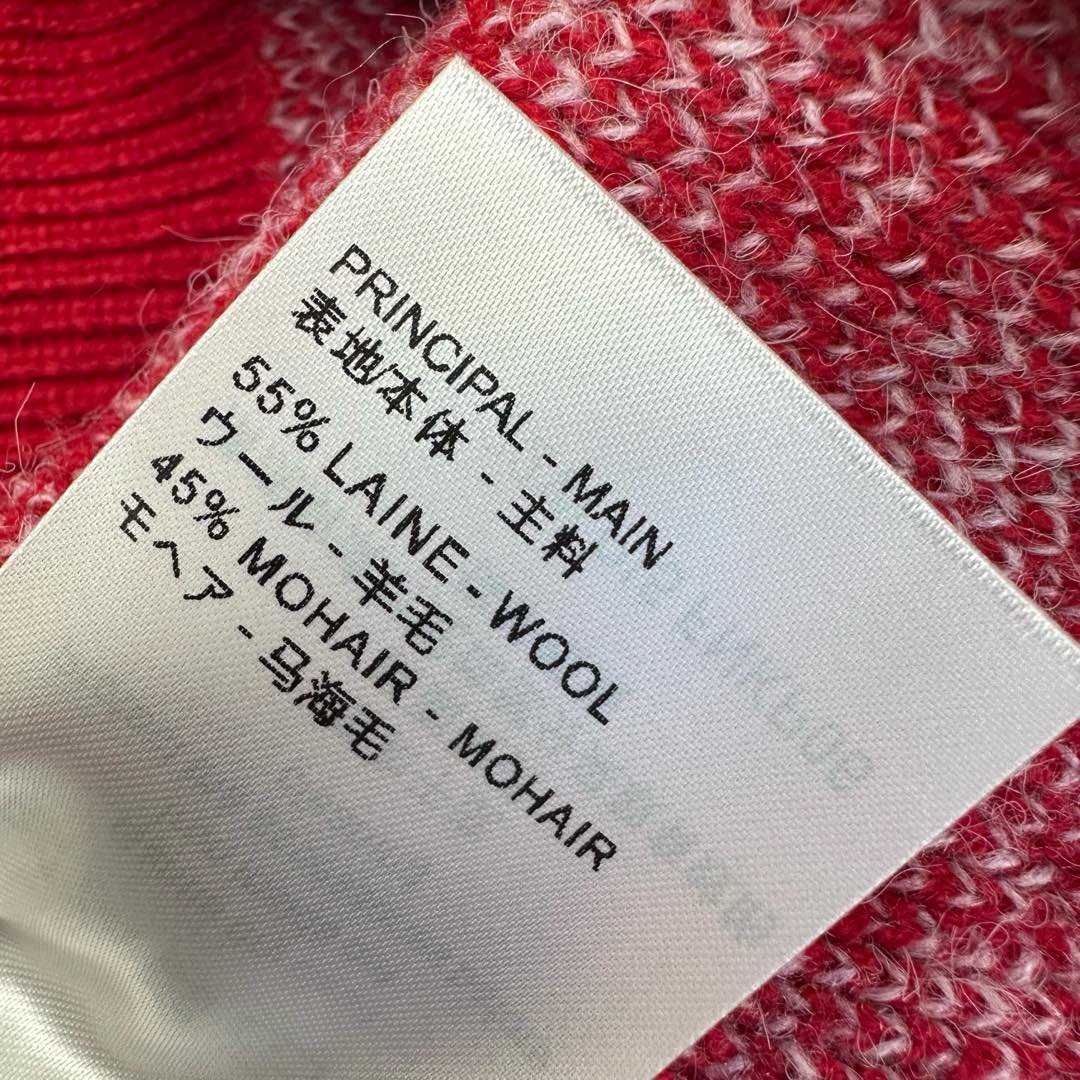 PRINCIPAL - MAIN
表地本体 - 主料
55% LAINE - WOOL
ウール - 羊毛
45% MOHAIR - MOHAIR
モヘア - 马海毛